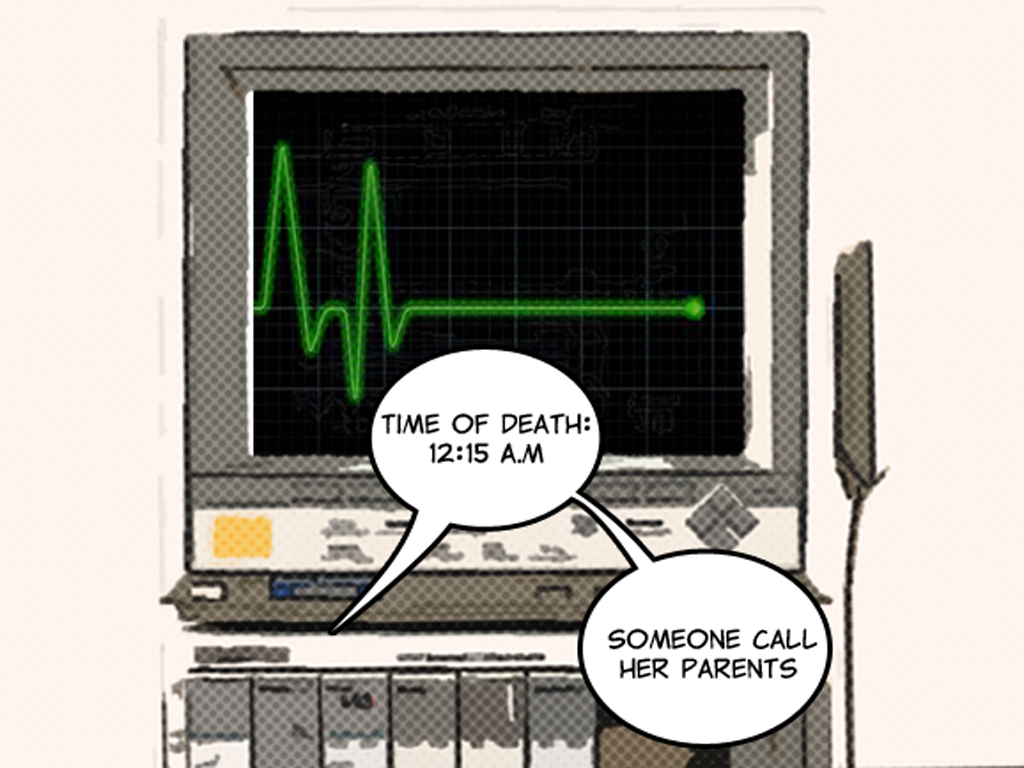 TIME OF DEATH:
12:15 A.M
SOMEONE CALL
HER PARENTS